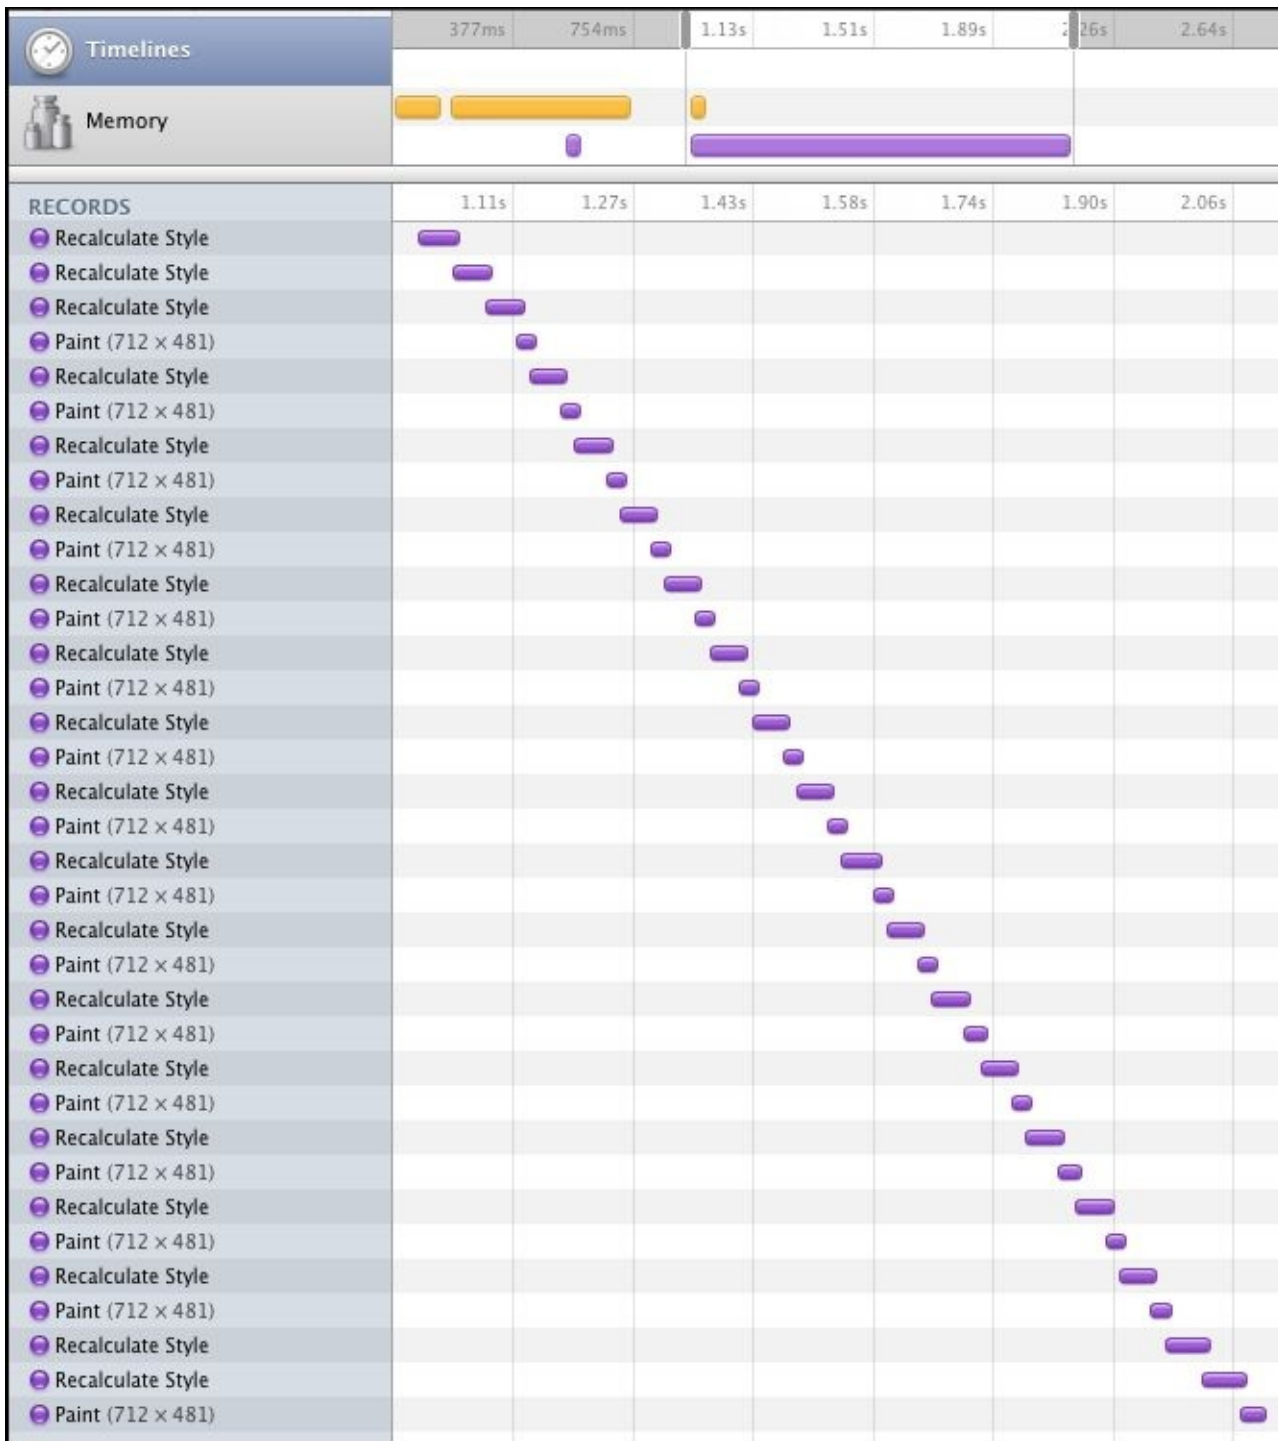 Timelines
377ms 754ms 1.13s 1.51s 1.89s 2.26s 2.64s
Memory
RECORDS
1.11s 1.27s 1.43s 1.58s 1.74s 1.90s 2.06s
Recalculate Style
Recalculate Style
Recalculate Style
Paint (712 × 481)
Recalculate Style
Paint (712 × 481)
Recalculate Style
Paint (712 × 481)
Recalculate Style
Paint (712 × 481)
Recalculate Style
Paint (712 × 481)
Recalculate Style
Paint (712 × 481)
Recalculate Style
Paint (712 × 481)
Recalculate Style
Paint (712 × 481)
Recalculate Style
Paint (712 × 481)
Recalculate Style
Paint (712 × 481)
Recalculate Style
Paint (712 × 481)
Recalculate Style
Paint (712 × 481)
Recalculate Style
Paint (712 × 481)
Recalculate Style
Paint (712 × 481)
Recalculate Style
Paint (712 × 481)
Recalculate Style
Recalculate Style
Paint (712 × 481)